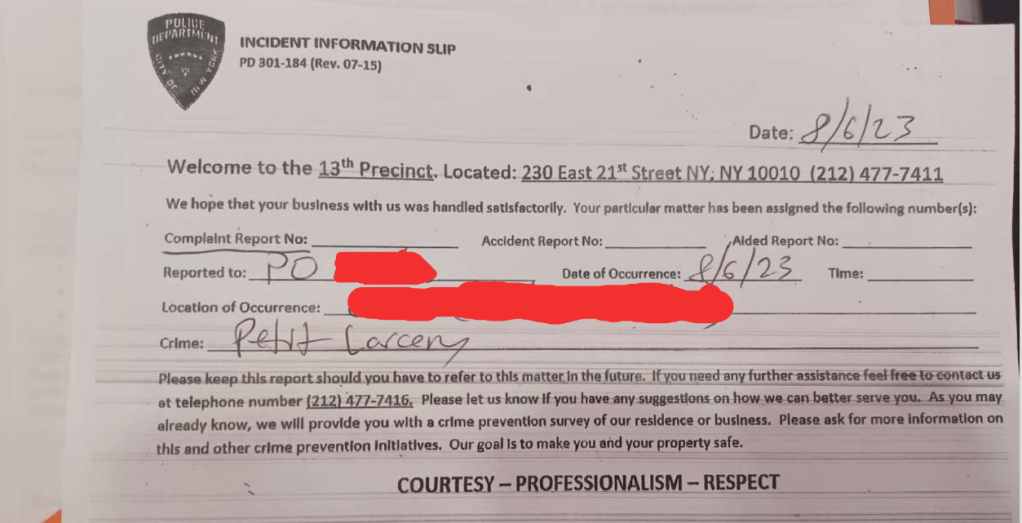 POLICE
DEPARTMENT
CITY OF NEW YORK
INCIDENT INFORMATION SLIP
PD 301-184 (Rev. 07-15)
Date: 8/6/23
Welcome to the 13th Precinct. Located: 230 East 21st Street NY, NY 10010 (212) 477-7411
We hope that your business with us was handled satisfactorily. Your particular matter has been assigned the following number(s):
Complaint Report No: Accident Report No: Aided Report No:
Reported to: PO Date of Occurrence: 8/6/23 Time:
Location of Occurrence:
Crime: Petit Larceny
Please keep this report should you have to refer to this matter in the future. If you need any further assistance feel free to contact us
at telephone number (212) 477-7416. Please let us know if you have any suggestions on how we can better serve you. As you may
already know, we will provide you with a crime prevention survey of our residence or business. Please ask for more information on
this and other crime prevention initiatives. Our goal is to make you and your property safe.
COURTESY – PROFESSIONALISM – RESPECT